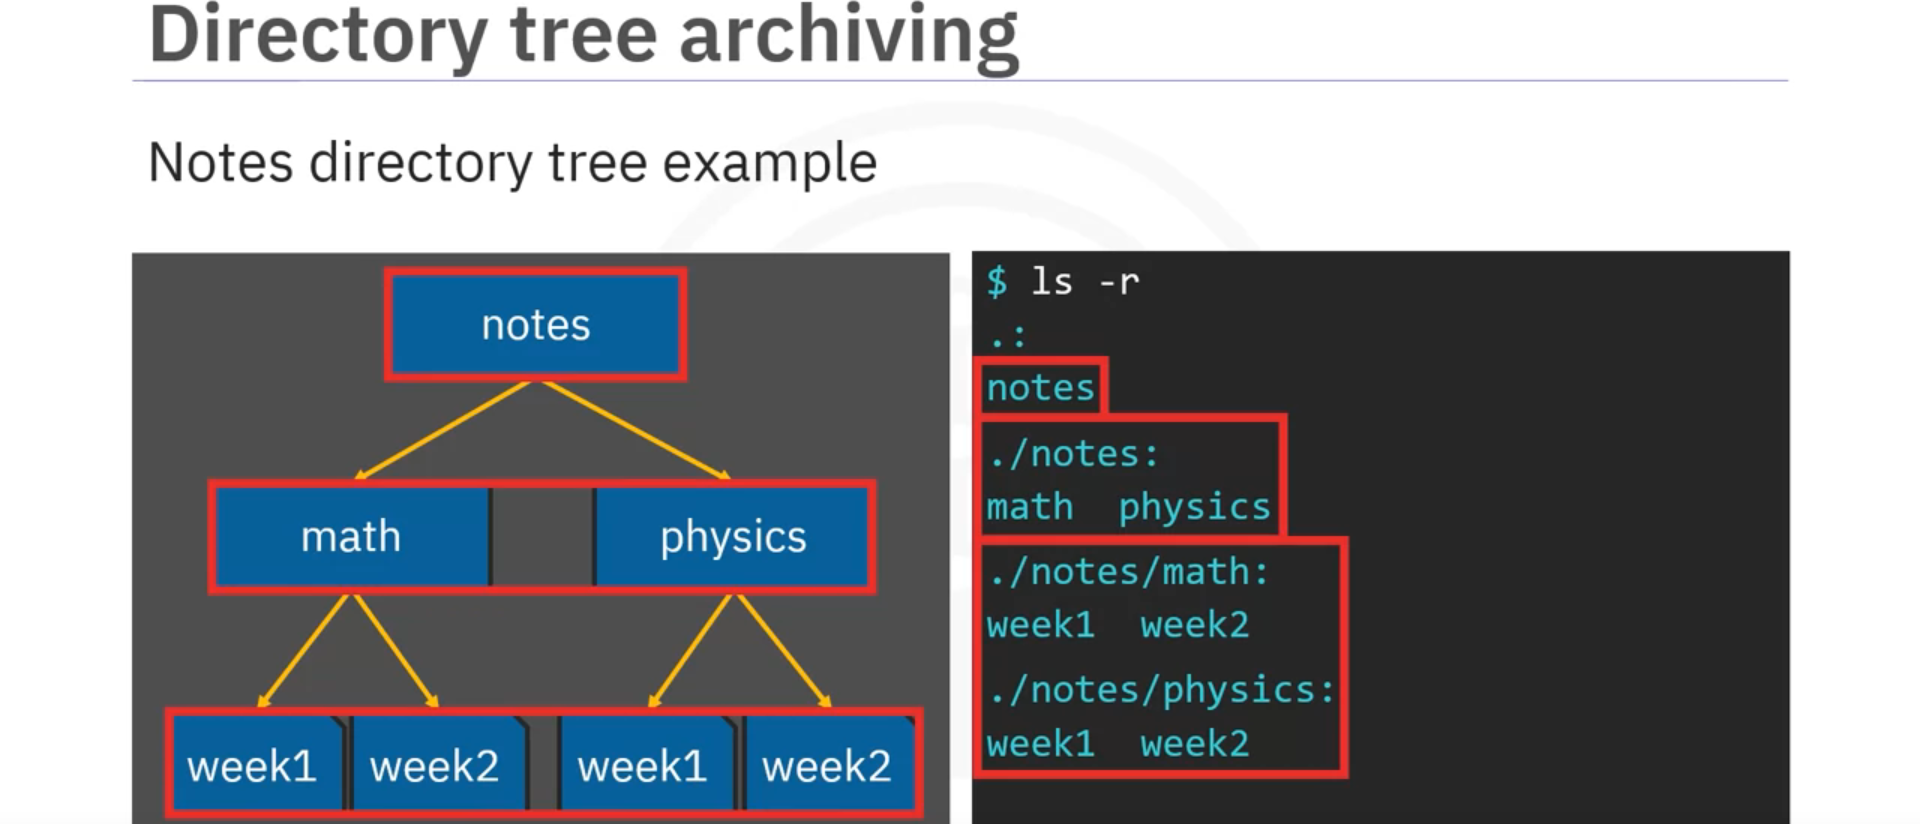 Directory tree archiving
Notes directory tree example
notes
math physics
week1 week2 week1 week2
$ ls -r
.:
notes
./notes:
math physics
./notes/math:
week1 week2
./notes/physics:
week1 week2